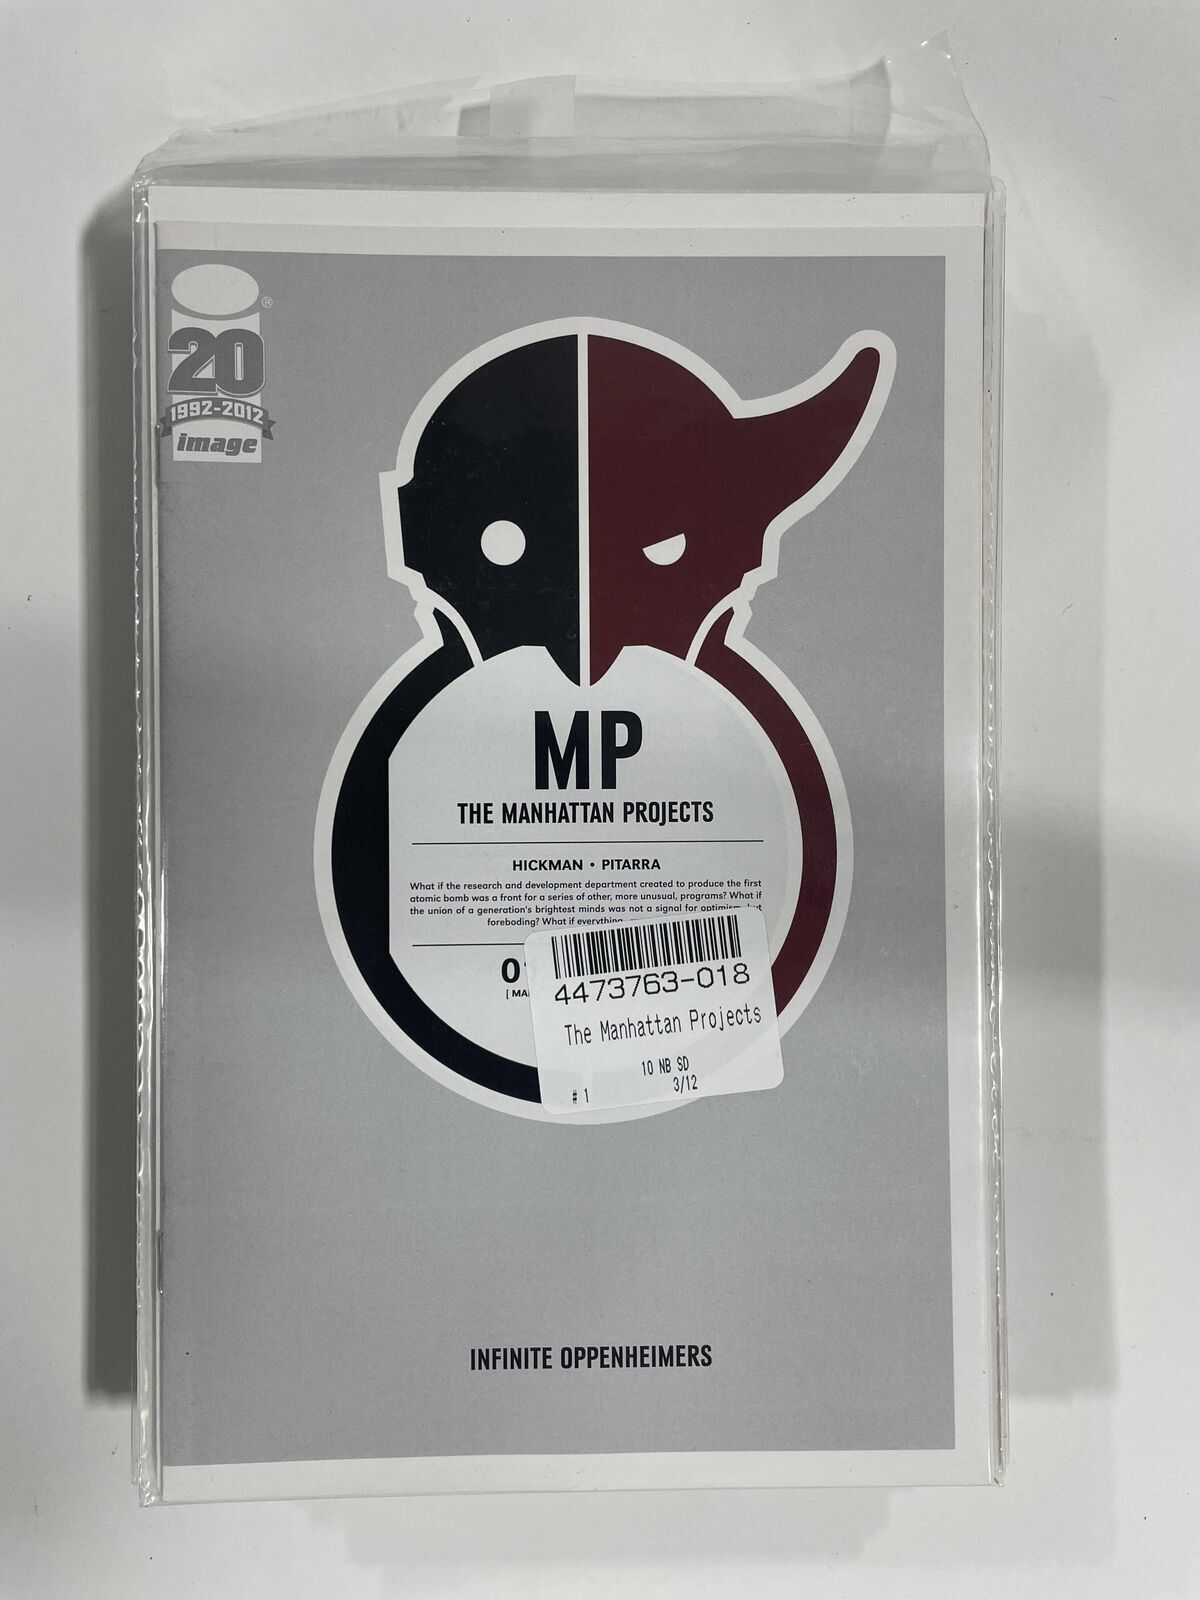 ®
20
1992-2012
image
MP
THE MANHATTAN PROJECTS
HICKMAN • PITARRA
What if the research and development department created to produce the first
atomic bomb was a front for a series of other, more unusual, programs? What if
the union of a generation's brightest minds was not a signal for optimism but
foreboding? What if everything
[ MA
4473763-018
The Manhattan Projects
10 NB SD
# 1 3/12
INFINITE OPPENHEIMERS